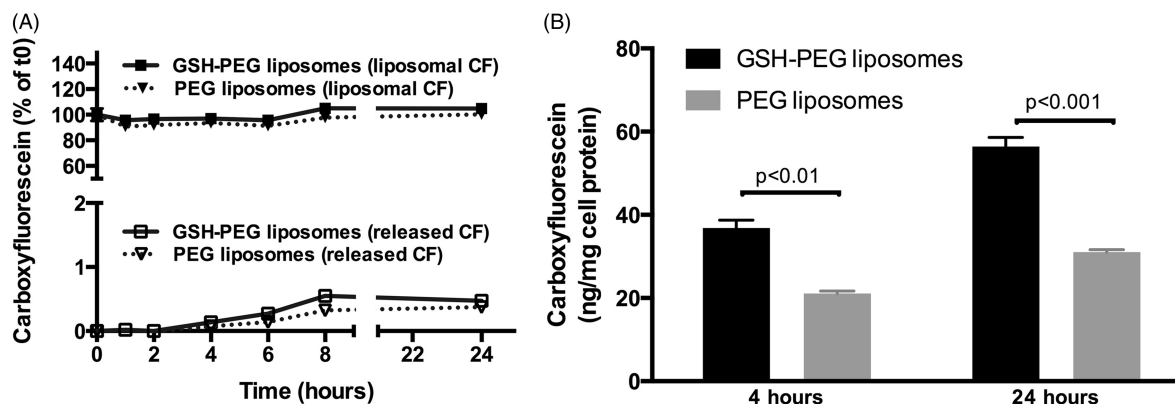 (A)
Carboxyfluorescein (% of t0)
140
120
100
80
60
GSH-PEG liposomes (liposomal CF)
PEG liposomes (liposomal CF)
2
1
0
GSH-PEG liposomes (released CF)
PEG liposomes (released CF)
0 2 4 6 8 22 24
Time (hours)
(B)
Carboxyfluorescein
(ng/mg cell protein)
80
60
40
20
0
GSH-PEG liposomes
PEG liposomes
p<0.01
p<0.001
4 hours 24 hours